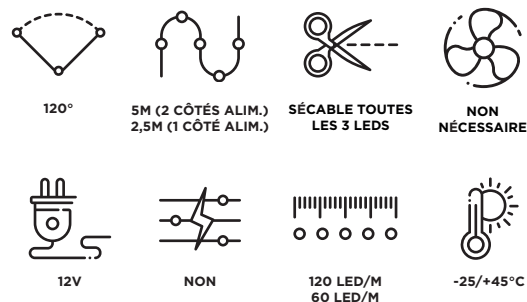 120°
5M (2 CÔTÉS ALIM.)
2,5M (1 CÔTÉ ALIM.)
SÉCABLE TOUTES
LES 3 LEDS
NON
NÉCESSAIRE
12V
NON
120 LED/M
60 LED/M
-25/+45°C